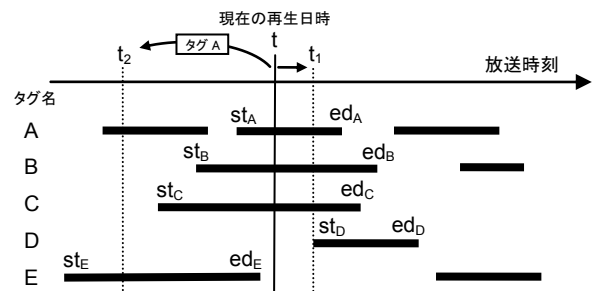 現在の再生日時
t₂ タグ A t t₁
放送時刻
タグ名
A st_A ed_A
B st_B ed_B
C st_C ed_C
D st_D ed_D
E st_E ed_E